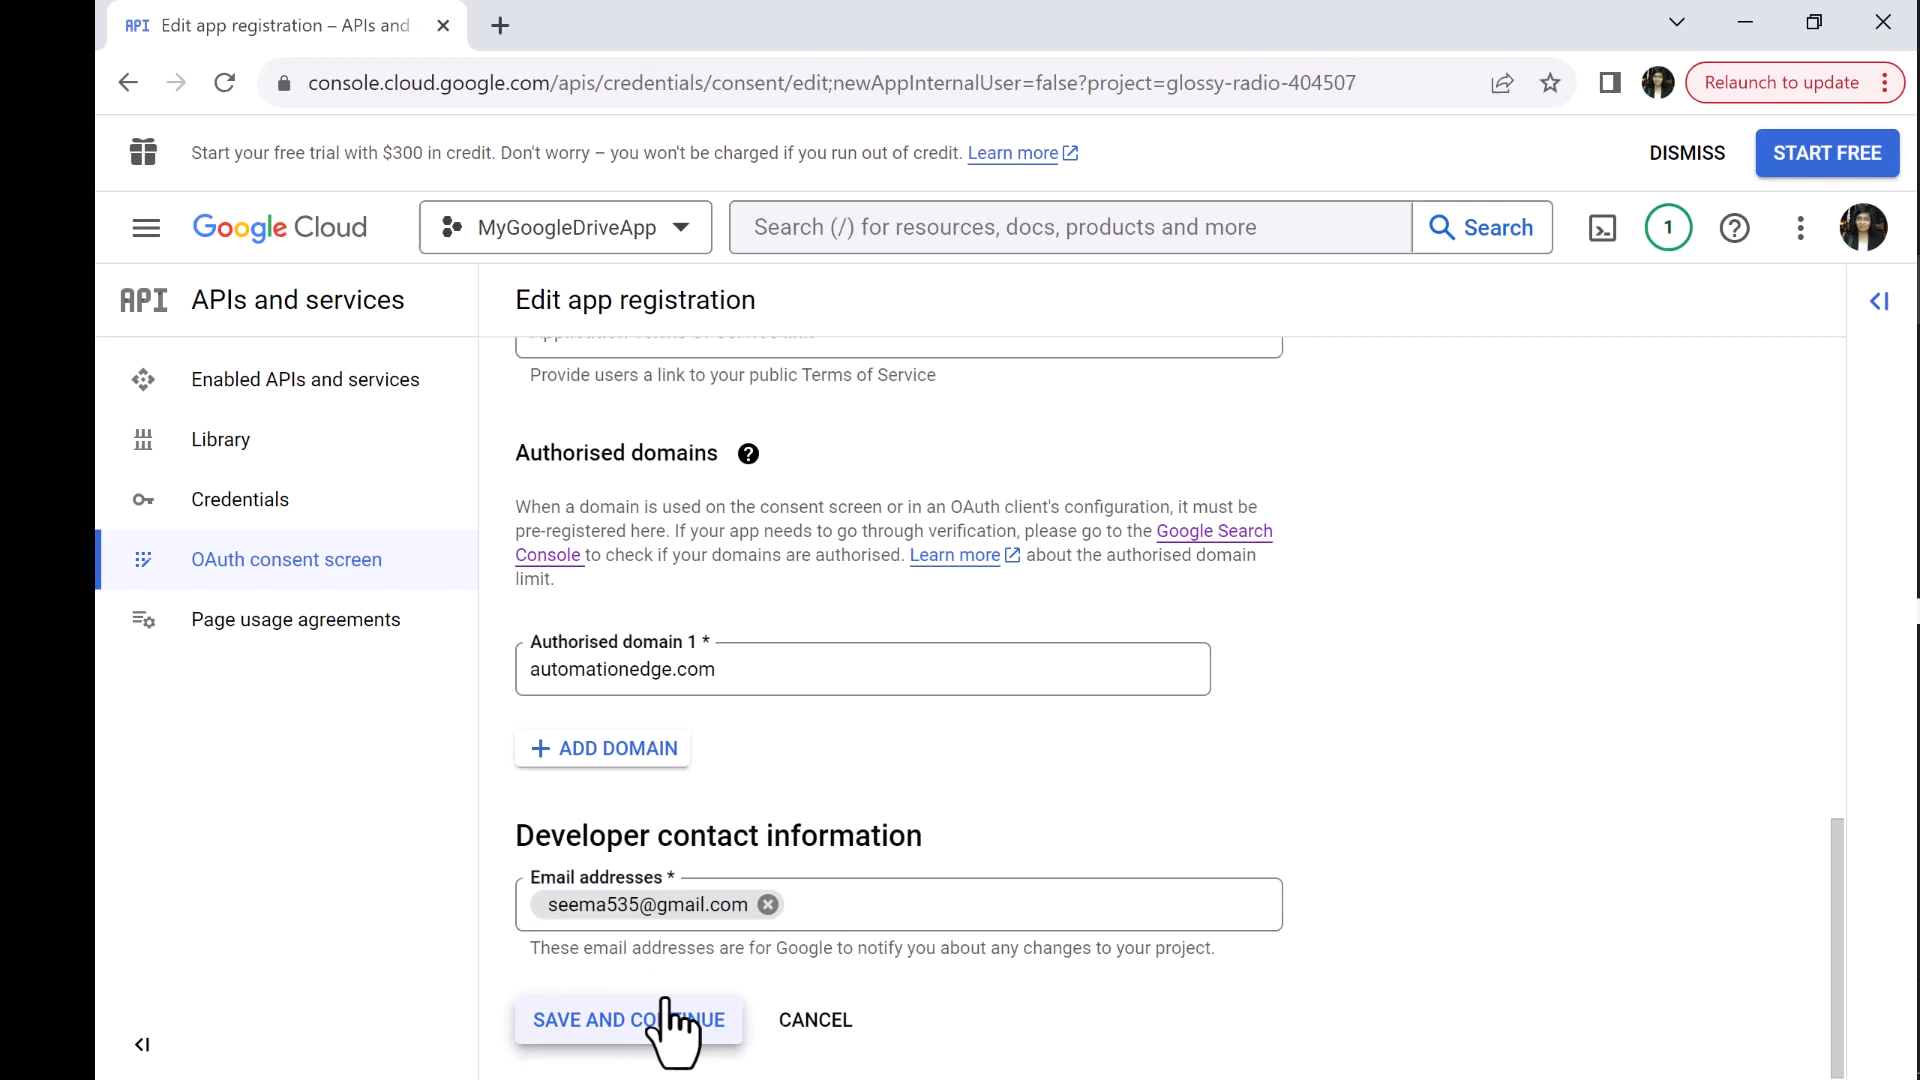 API Edit app registration – APIs and
console.cloud.google.com/apis/credentials/consent/edit;newAppInternalUser=false?project=glossy-radio-404507
Relaunch to update
Start your free trial with $300 in credit. Don't worry – you won't be charged if you run out of credit. Learn more
DISMISS
START FREE
Google Cloud
MyGoogleDriveApp
Search (/) for resources, docs, products and more
Search
1
API APIs and services
Edit app registration
Enabled APIs and services
Library
Credentials
OAuth consent screen
Page usage agreements
Provide users a link to your public Terms of Service
Authorised domains
When a domain is used on the consent screen or in an OAuth client's configuration, it must be
pre-registered here. If your app needs to go through verification, please go to the Google Search
Console to check if your domains are authorised. Learn more about the authorised domain
limit.
Authorised domain 1 *
automationedge.com
+ ADD DOMAIN
Developer contact information
Email addresses *
seema535@gmail.com
These email addresses are for Google to notify you about any changes to your project.
SAVE AND CONTINUE
CANCEL